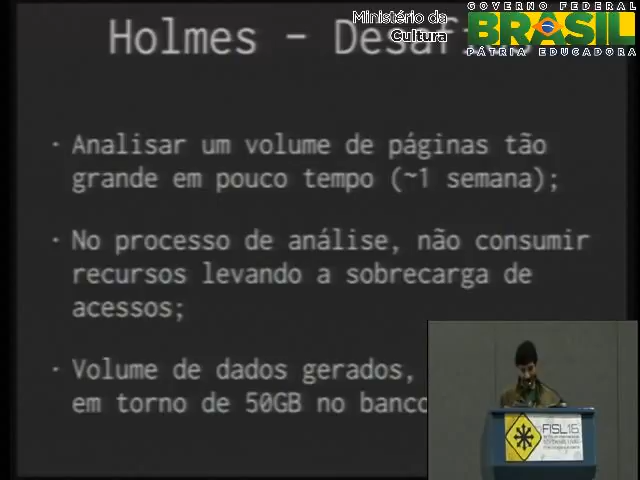 Holmes - Desafios
Ministério da
Cultura
GOVERNO FEDERAL
BRASIL
PÁTRIA EDUCADORA
· Analisar um volume de páginas tão
grande em pouco tempo (~1 semana);
· No processo de análise, não consumir
recursos levando a sobrecarga de
acessos;
· Volume de dados gerados,
em torno de 50GB no banco
FISL16